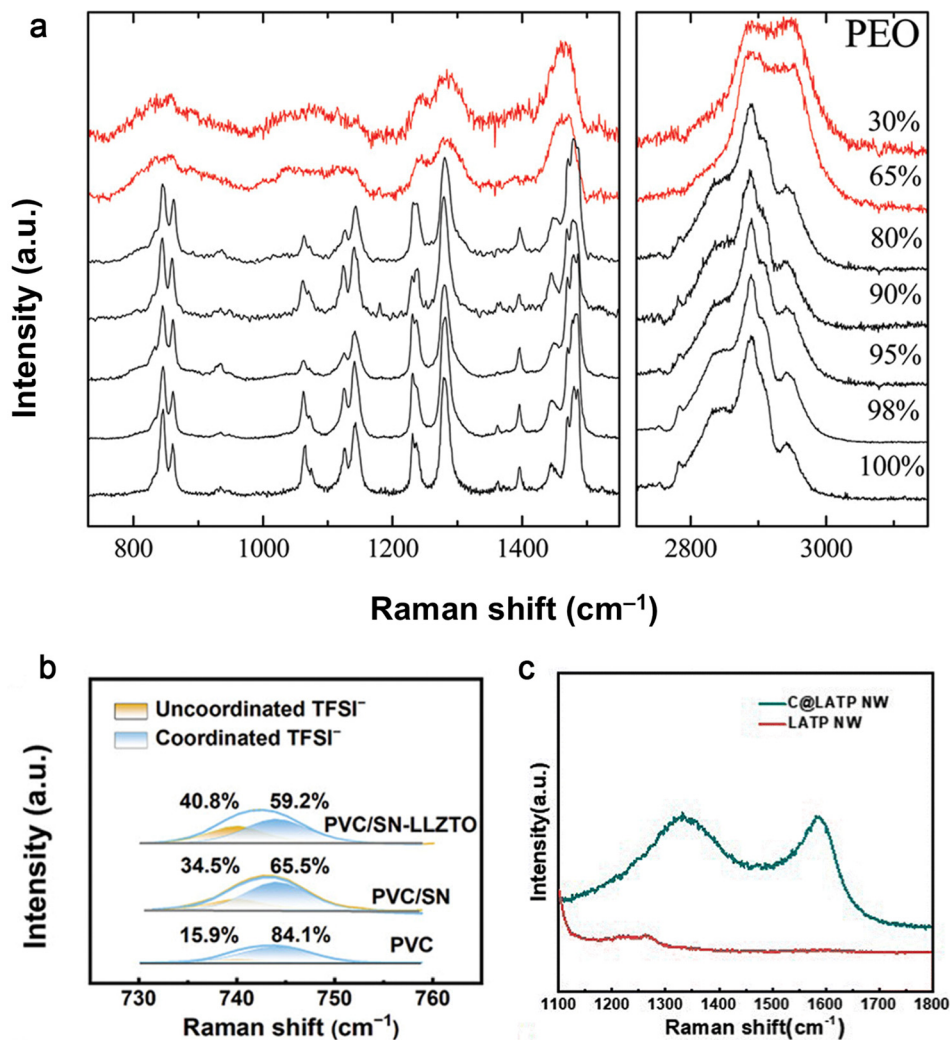 a
PEO
30%
65%
80%
90%
95%
98%
100%
Intensity (a.u.)
800 1000 1200 1400 2800 3000
Raman shift (cm⁻¹)
b
Uncoordinated TFSI⁻
Coordinated TFSI⁻
40.8% 59.2%
PVC/SN-LLZTO
34.5% 65.5%
PVC/SN
15.9% 84.1%
PVC
Intensity (a.u.)
730 740 750 760
Raman shift (cm⁻¹)
c
C@LATP NW
LATP NW
Intensity(a.u.)
1100 1200 1300 1400 1500 1600 1700 1800
Raman shift(cm⁻¹)